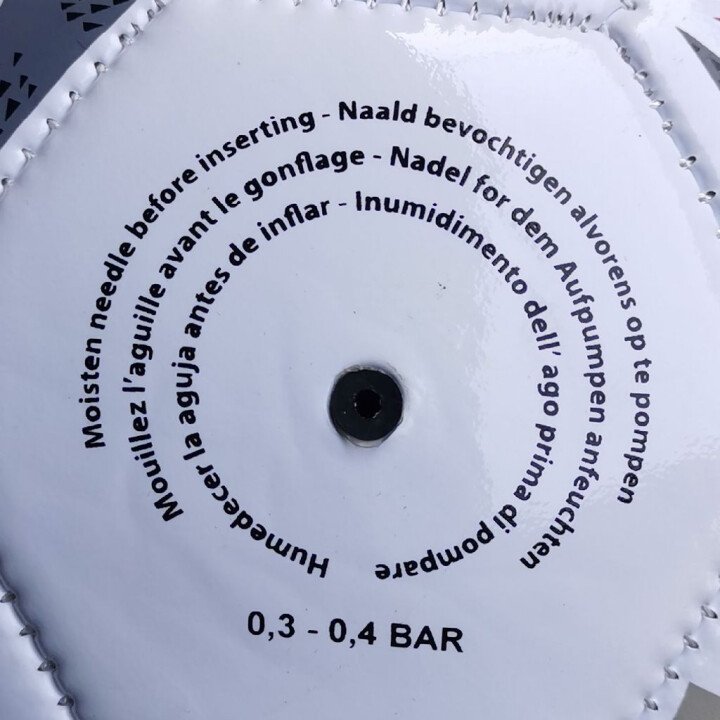 Moisten needle before inserting - Naald bevochtigen alvorens op te pompen
Mouillez l'aguille avant le gonflage - Nadel for dem Aufpumpen anfeuchten
Humedecer la aguja antes de inflar - Inumidimento dell' ago prima di pompare
0,3 - 0,4 BAR